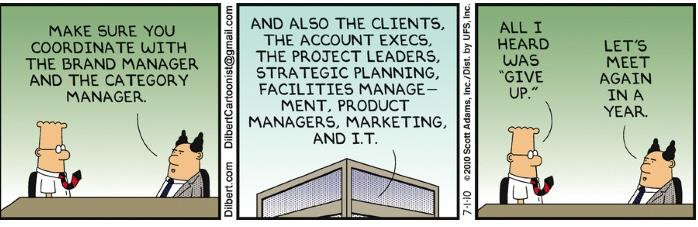 MAKE SURE YOU
COORDINATE WITH
THE BRAND MANAGER
AND THE CATEGORY
MANAGER.
Dilbert.com DilbertCartoonist@gmail.com
AND ALSO THE CLIENTS,
THE ACCOUNT EXECS,
THE PROJECT LEADERS,
STRATEGIC PLANNING,
FACILITIES MANAGE-
MENT, PRODUCT
MANAGERS, MARKETING,
AND I.T.
7-1-10 © 2010 Scott Adams, Inc./Dist. by UFS, Inc.
ALL I
HEARD
WAS
"GIVE
UP."
LET'S
MEET
AGAIN
IN A
YEAR.